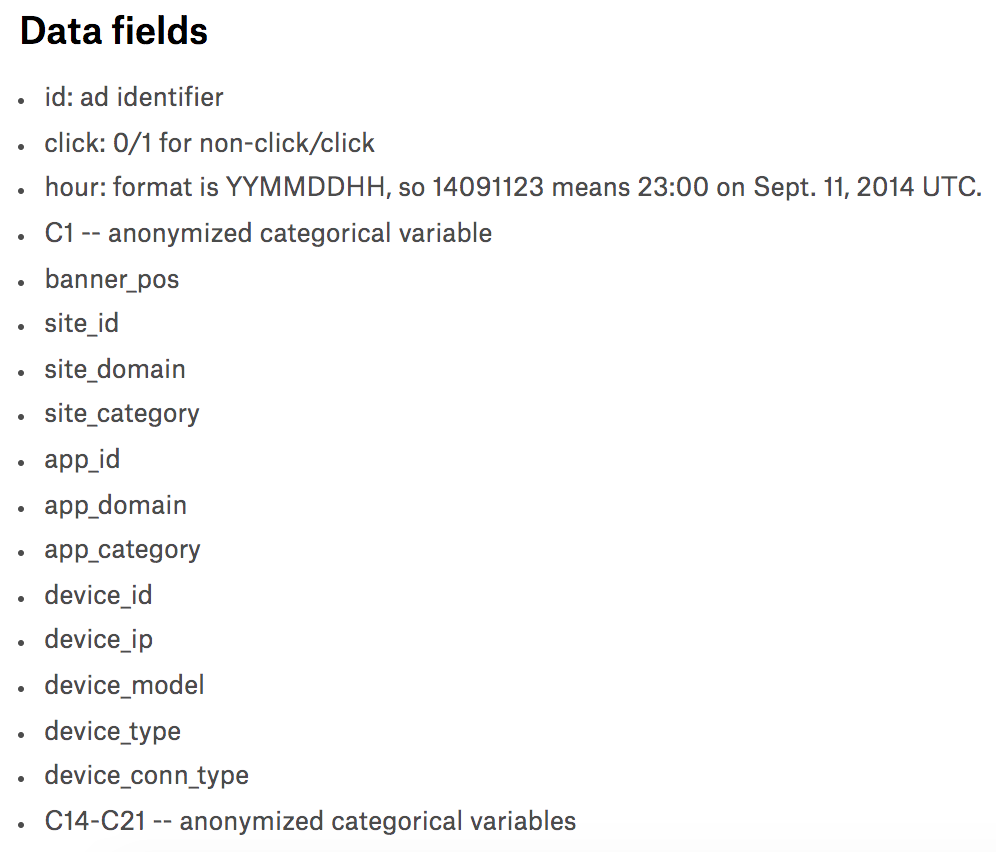 Data fields
• id: ad identifier
• click: 0/1 for non-click/click
• hour: format is YYMMDDHH, so 14091123 means 23:00 on Sept. 11, 2014 UTC.
• C1 -- anonymized categorical variable
• banner_pos
• site_id
• site_domain
• site_category
• app_id
• app_domain
• app_category
• device_id
• device_ip
• device_model
• device_type
• device_conn_type
• C14-C21 -- anonymized categorical variables